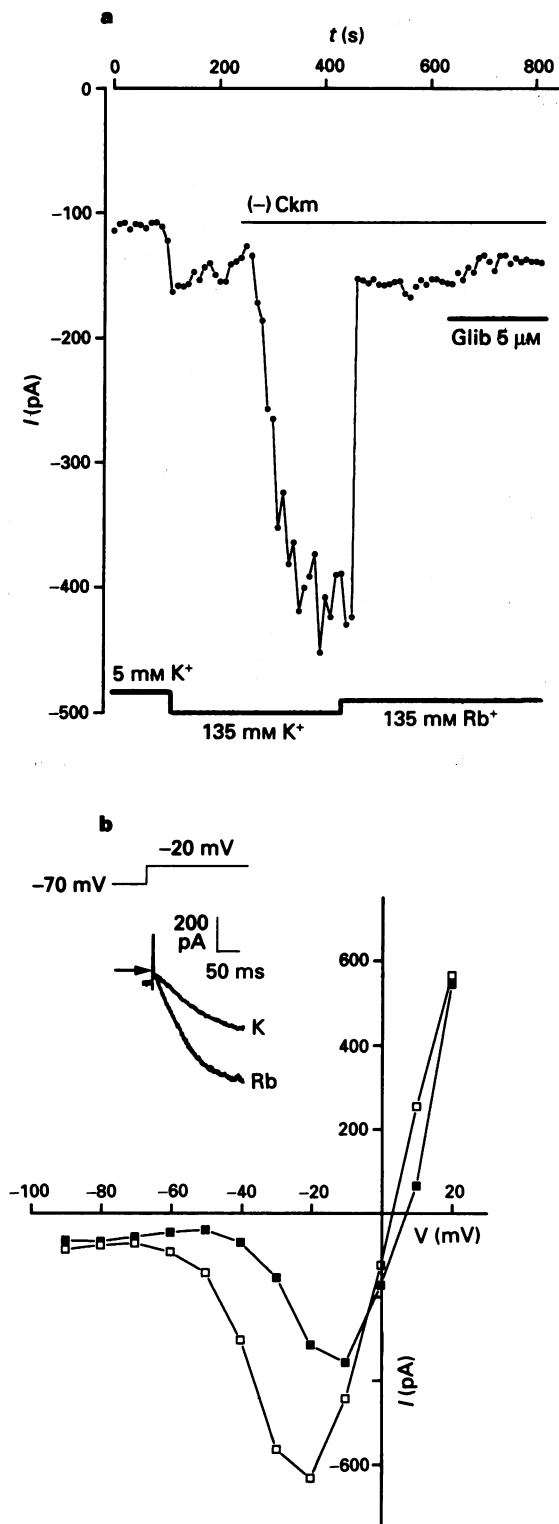 a
t (s)
0 200 400 600 800
0
–100
–200
–300
–400
–500
I (pA)
(–) Ckm
Glib 5 µM
5 mM K⁺
135 mM K⁺
135 mM Rb⁺
b
–20 mV
–70 mV
200
pA
50 ms
K
Rb
600
400
200
–100 –80 –60 –40 –20 20
V (mV)
I (pA)
–600